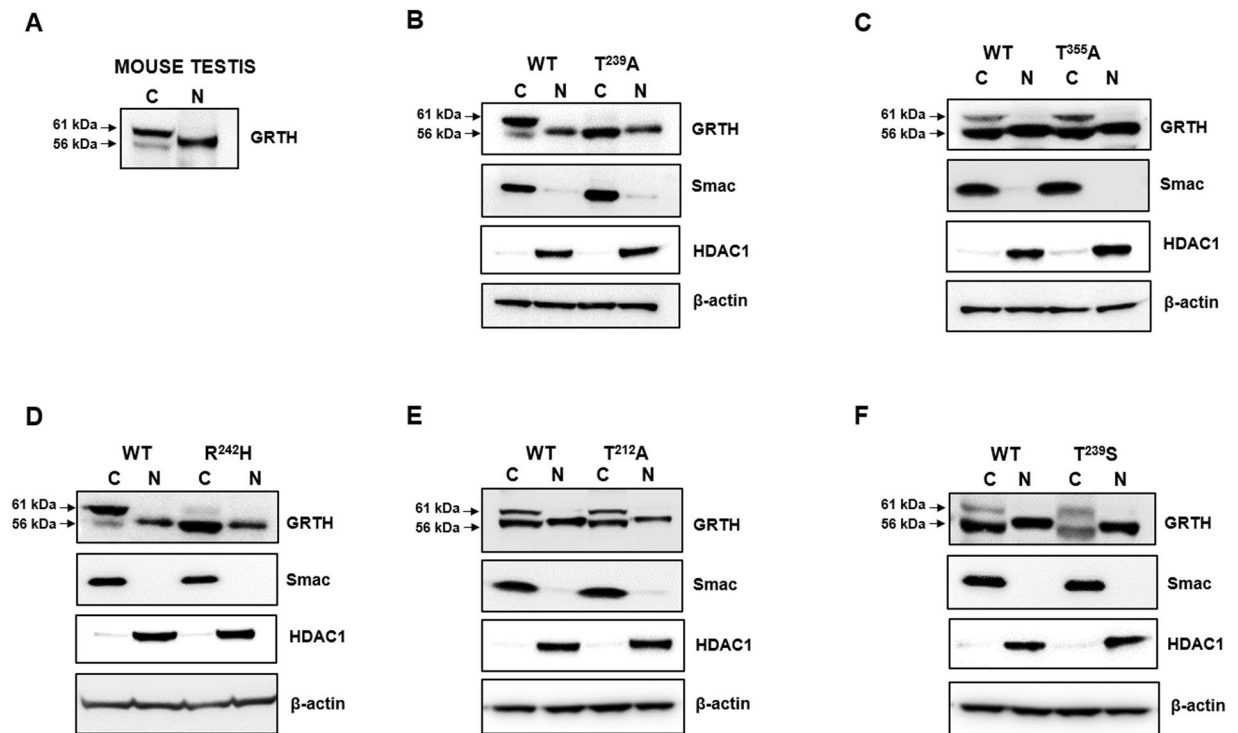 A
MOUSE TESTIS
C N
61 kDa
56 kDa
GRTH
B
WT T²³⁹A
C N C N
61 kDa
56 kDa
GRTH
Smac
HDAC1
β-actin
C
WT T³⁵⁵A
C N C N
61 kDa
56 kDa
GRTH
Smac
HDAC1
β-actin
D
WT R²⁴²H
C N C N
61 kDa
56 kDa
GRTH
Smac
HDAC1
β-actin
E
WT T²¹²A
C N C N
61 kDa
56 kDa
GRTH
Smac
HDAC1
β-actin
F
WT T²³⁹S
C N C N
61 kDa
56 kDa
GRTH
Smac
HDAC1
β-actin